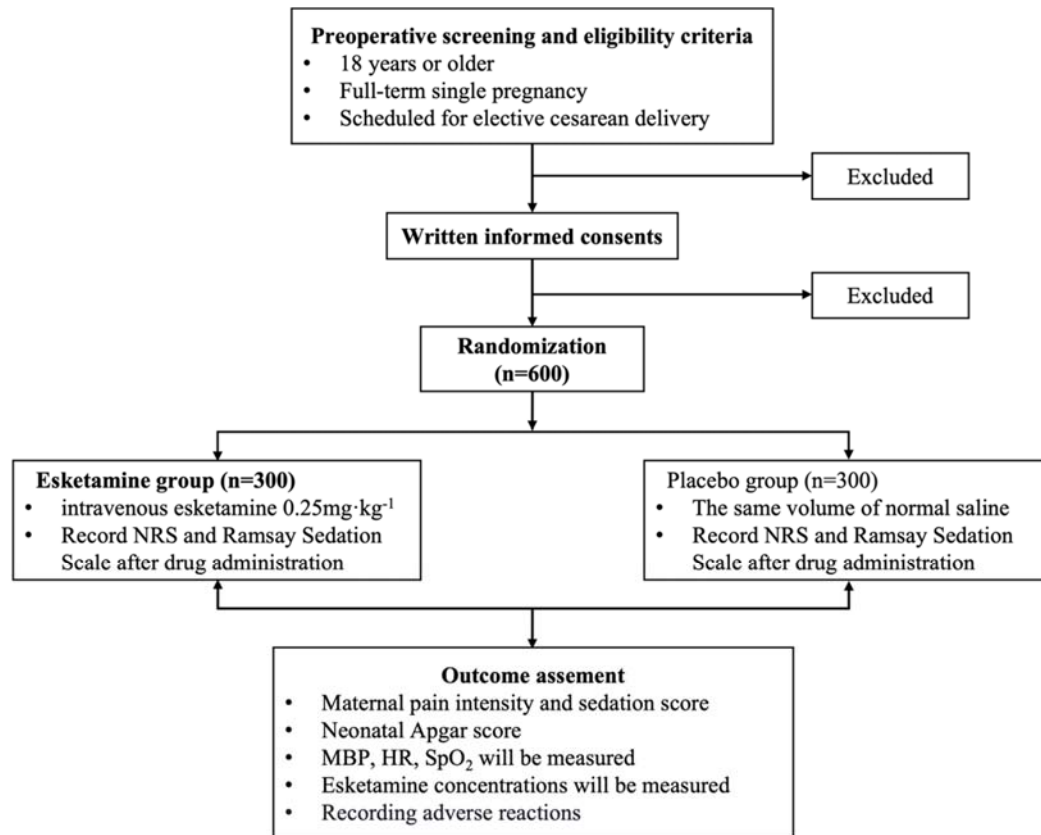 Preoperative screening and eligibility criteria
• 18 years or older
• Full-term single pregnancy
• Scheduled for elective cesarean delivery
Excluded
Written informed consents
Excluded
Randomization
(n=600)
Esketamine group (n=300)
• intravenous esketamine 0.25mg·kg⁻¹
• Record NRS and Ramsay Sedation
Scale after drug administration
Placebo group (n=300)
• The same volume of normal saline
• Record NRS and Ramsay Sedation
Scale after drug administration
Outcome assement
• Maternal pain intensity and sedation score
• Neonatal Apgar score
• MBP, HR, SpO₂ will be measured
• Esketamine concentrations will be measured
• Recording adverse reactions